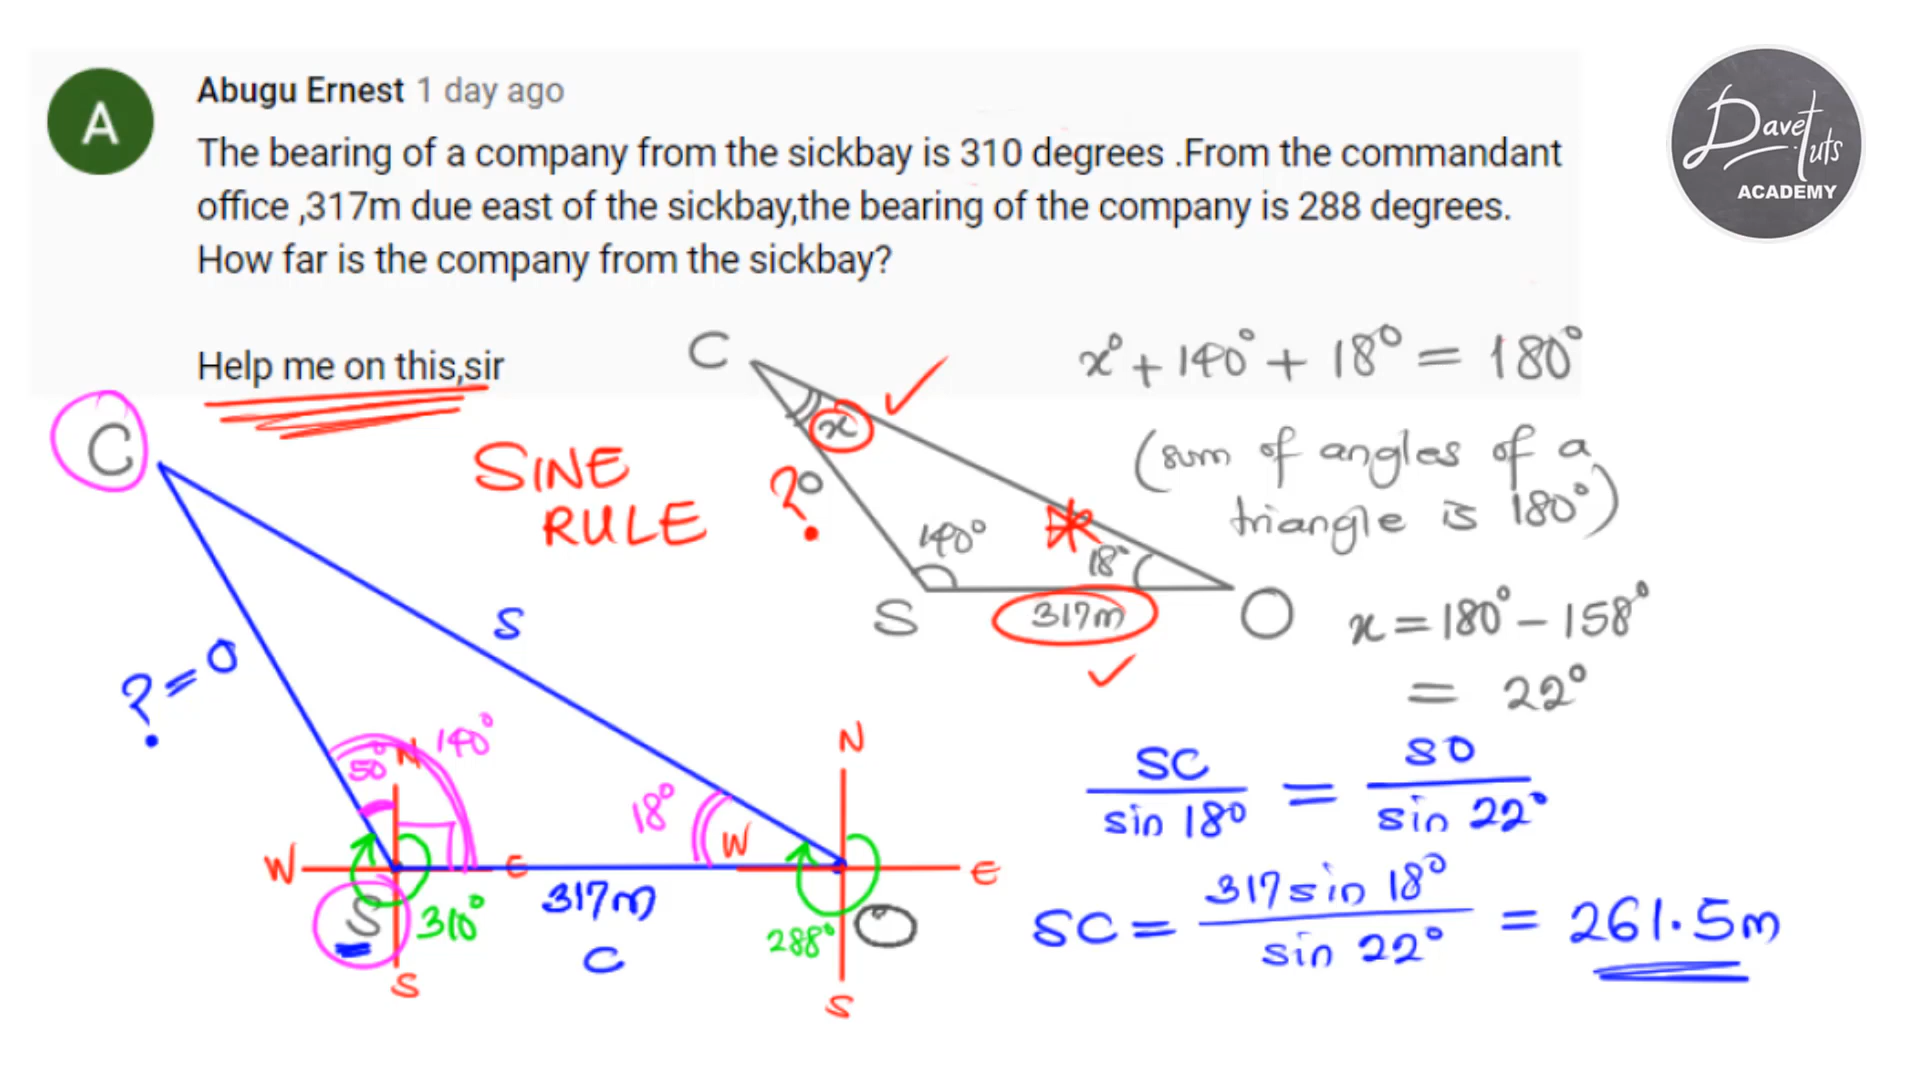 Abugu Ernest 1 day ago
The bearing of a company from the sickbay is 310 degrees .From the commandant
office ,317m due east of the sickbay,the bearing of the company is 288 degrees.
How far is the company from the sickbay?
Help me on this,sir
A
Davet
Tuts
ACADEMY
C
x
?
O
140°
18°
S
317m
O
x° + 140° + 18° = 180°
(sum of angles of a
triangle is 180°)
x = 180° - 158°
= 22°
SINE
RULE
C
S
? = O
50°
N
140°
18°
W
N
W
E
E
S
310°
317m
C
288°
O
S
S
SC / sin 18° = SO / sin 22°
SC = 317 sin 18° / sin 22° = 261.5m